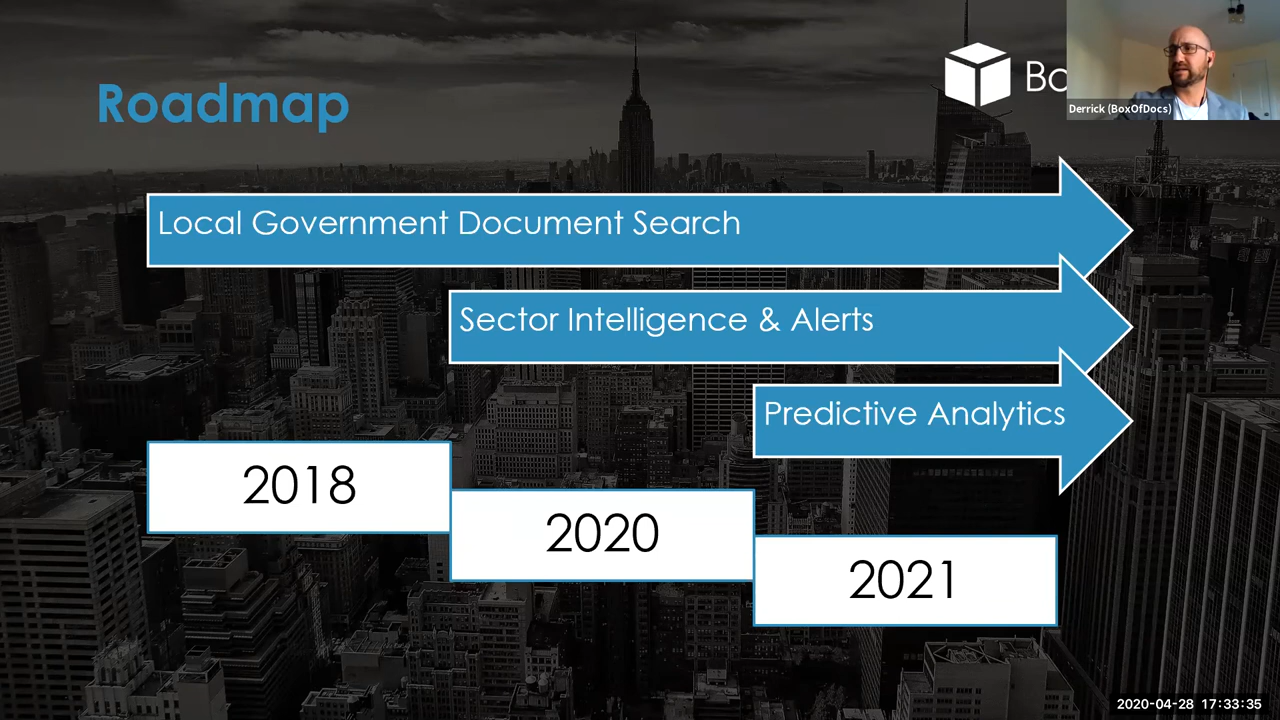 Roadmap
Bo
Derrick (BoxOfDocs)
Local Government Document Search
Sector Intelligence & Alerts
Predictive Analytics
2018
2020
2021
2020-04-28 17:33:35